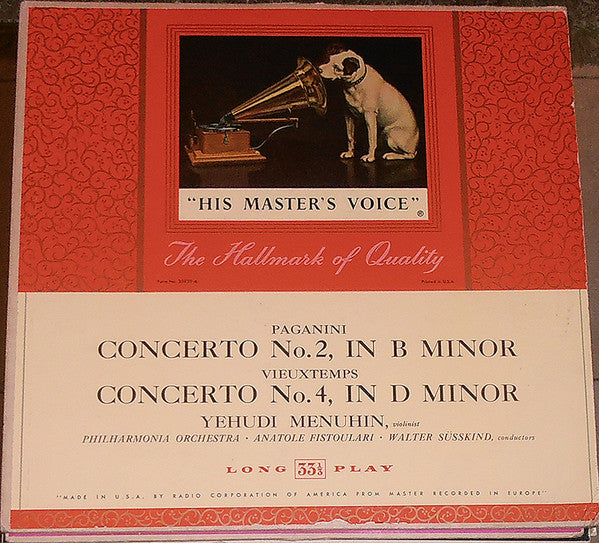 "HIS MASTER'S VOICE"®
The Hallmark of Quality
Printed in U.S.A.
PAGANINI
CONCERTO No. 2, IN B MINOR
VIEUXTEMPS
CONCERTO No. 4, IN D MINOR
YEHUDI MENUHIN, violinist
PHILHARMONIA ORCHESTRA · ANATOLE FISTOULARI · WALTER SÜSSKIND, conductors
LONG 33⅓ PLAY
"MADE IN U.S.A. BY RADIO CORPORATION OF AMERICA FROM MASTER RECORDED IN EUROPE"